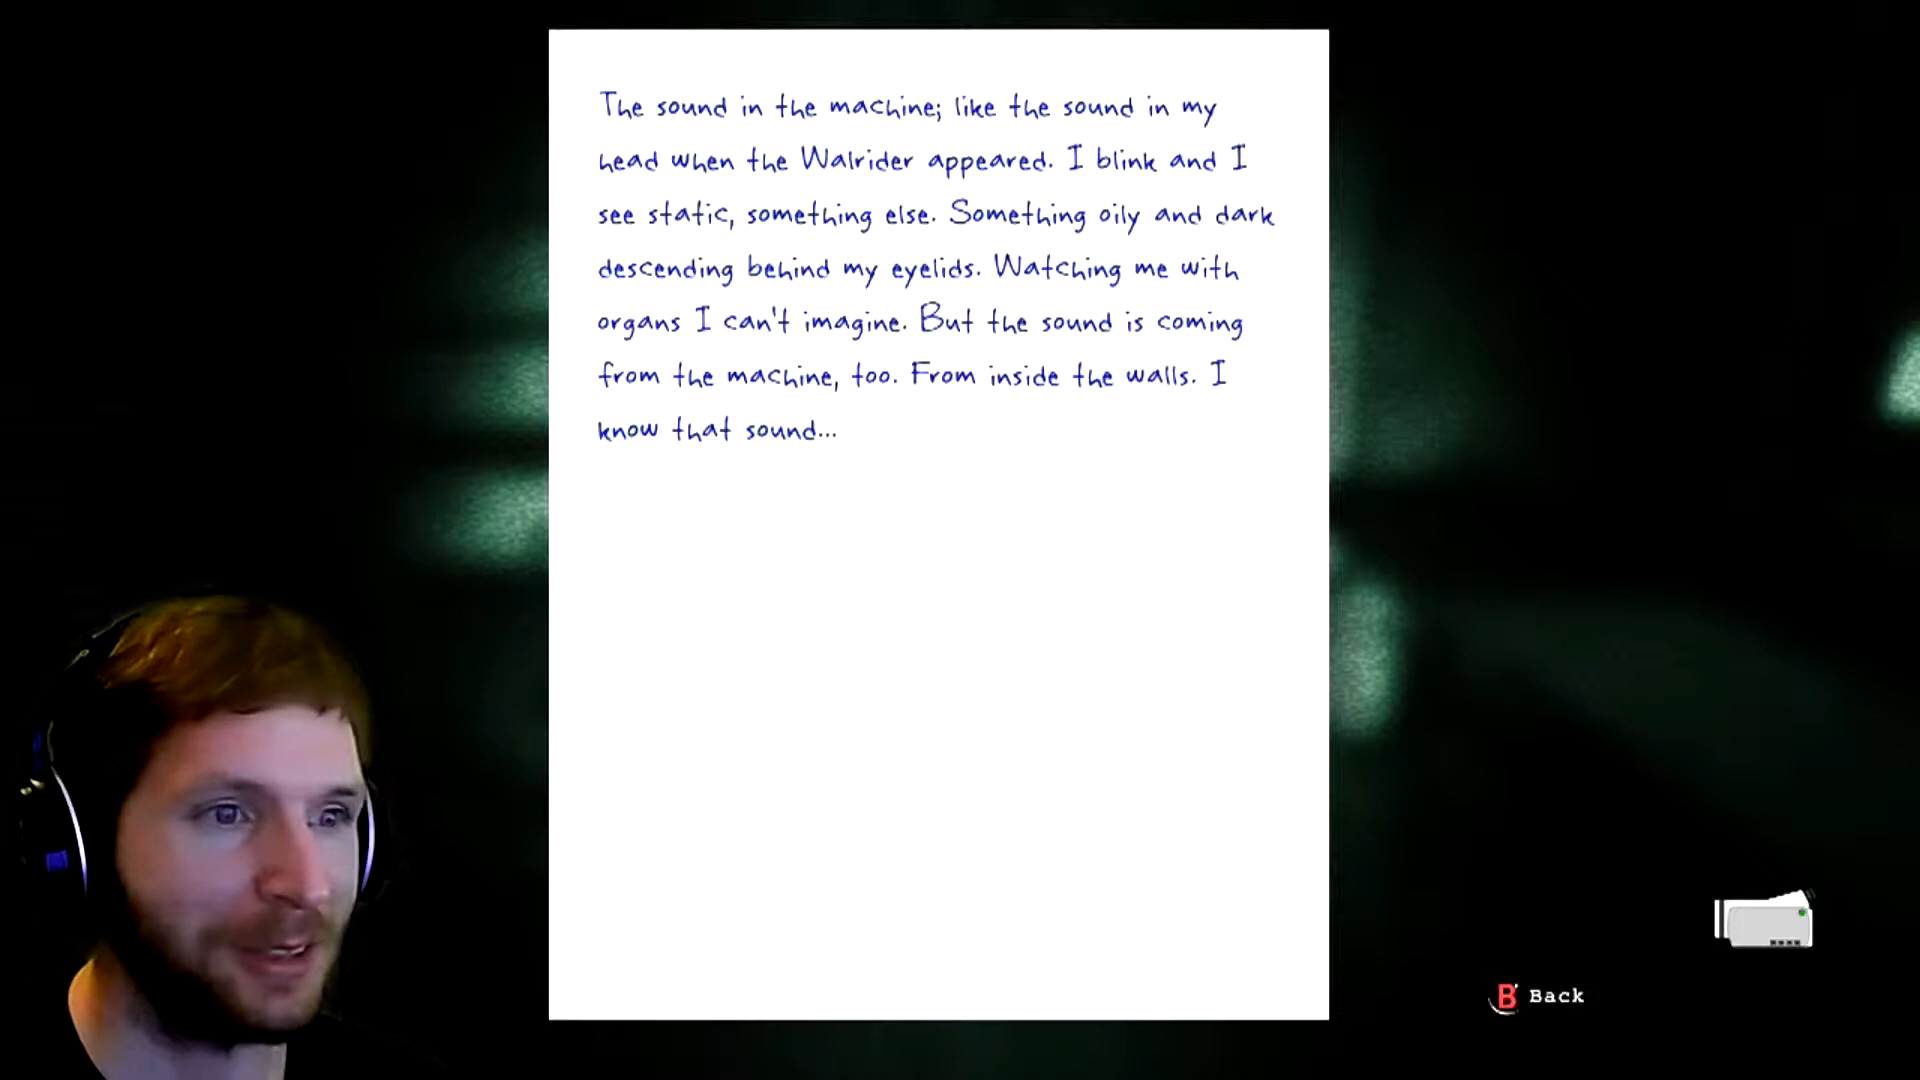 The sound in the machine; like the sound in my
head when the Walrider appeared. I blink and I
see static, something else. Something oily and dark
descending behind my eyelids. Watching me with
organs I can't imagine. But the sound is coming
from the machine, too. From inside the walls. I
know that sound...
B Back